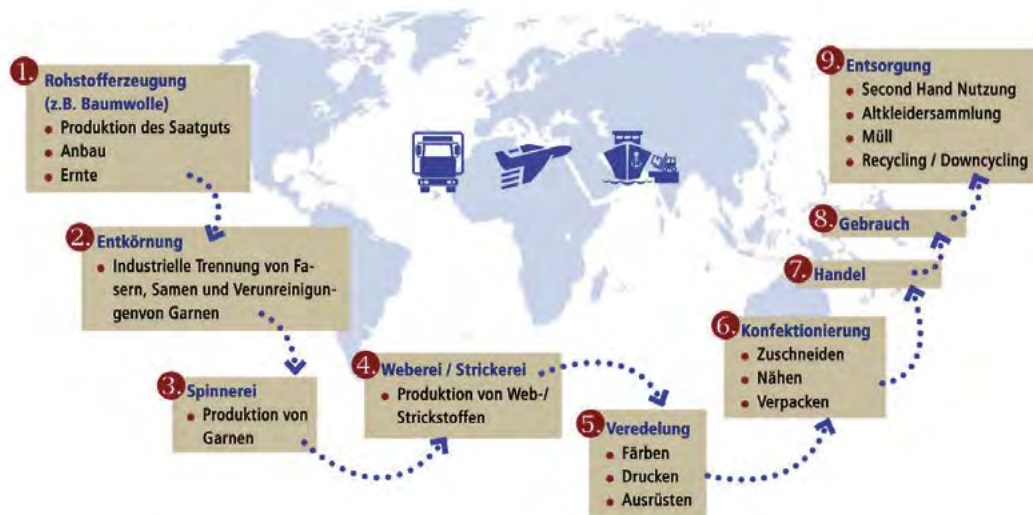 1. Rohstofferzeugung
(z.B. Baumwolle)
• Produktion des Saatguts
• Anbau
• Ernte
2. Entkörnung
• Industrielle Trennung von Fa-
sern, Samen und Verunreinigun-
genvon Garnen
3. Spinnerei
• Produktion von
Garnen
4. Weberei / Strickerei
• Produktion von Web-/
Strickstoffen
5. Veredelung
• Färben
• Drucken
• Ausrüsten
6. Konfektionierung
• Zuschneiden
• Nähen
• Verpacken
7. Handel
8. Gebrauch
9. Entsorgung
• Second Hand Nutzung
• Altkleidersammlung
• Müll
• Recycling / Downcycling